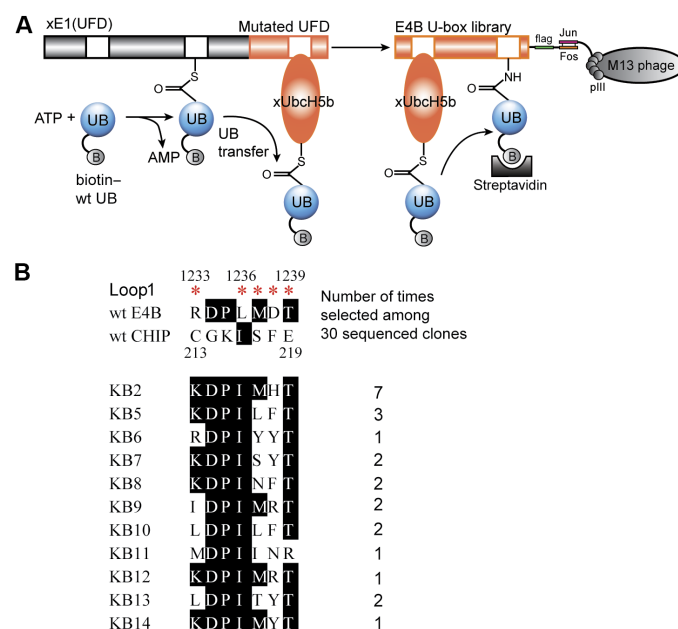 A
xE1(UFD)
Mutated UFD
E4B U-box library
flag
Jun
Fos
pIII
M13 phage
S
O
NH
O
xUbcH5b
xUbcH5b
ATP +
UB
UB
UB
B
B
AMP
UB
transfer
biotin–
wt UB
S
O
UB
B
S
O
UB
B
B
Streptavidin
B
1233 1236 1239
Loop1 * * * * *
wt E4B R D P L M D T
wt CHIP C G K I S F E
213 219
Number of times
selected among
30 sequenced clones
KB2 K D P I M H T 7
KB5 K D P I L F T 3
KB6 R D P I Y Y T 1
KB7 K D P I S Y T 2
KB8 K D P I N F T 2
KB9 I D P I M R T 2
KB10 L D P I L F T 2
KB11 M D P I I N R 1
KB12 K D P I M R T 1
KB13 L D P I T Y T 2
KB14 K D P L M Y T 1